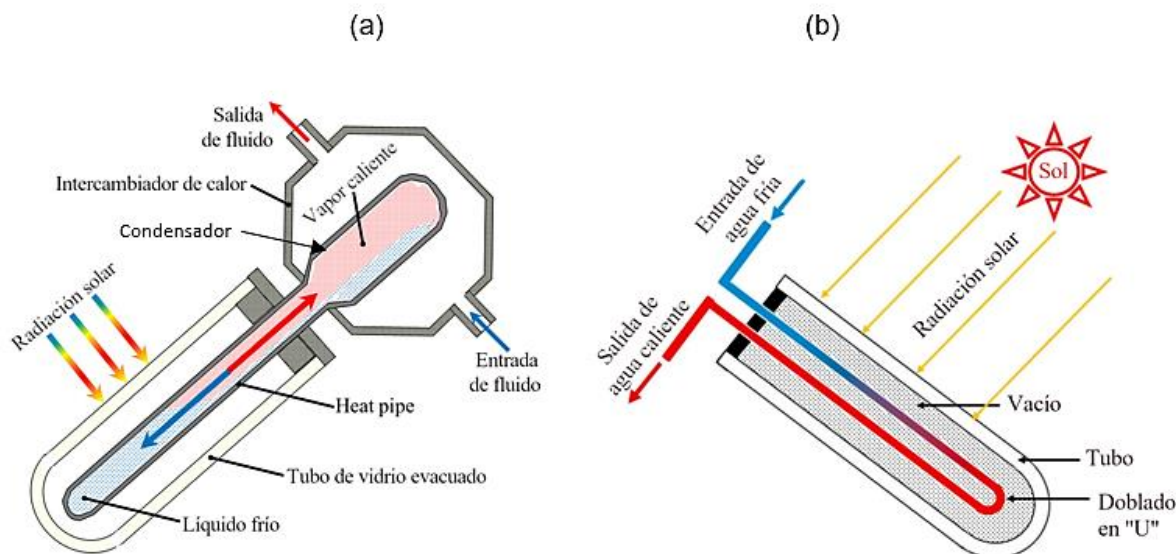 (a)
Salida
de fluido
Intercambiador de calor
Vapor caliente
Condensador
Radiación solar
Entrada
de fluido
Heat pipe
Tubo de vidrio evacuado
Líquido frío
(b)
Sol
Entrada de
agua fría
Radiación solar
Salida de
agua caliente
Vacío
Tubo
Doblado
en "U"